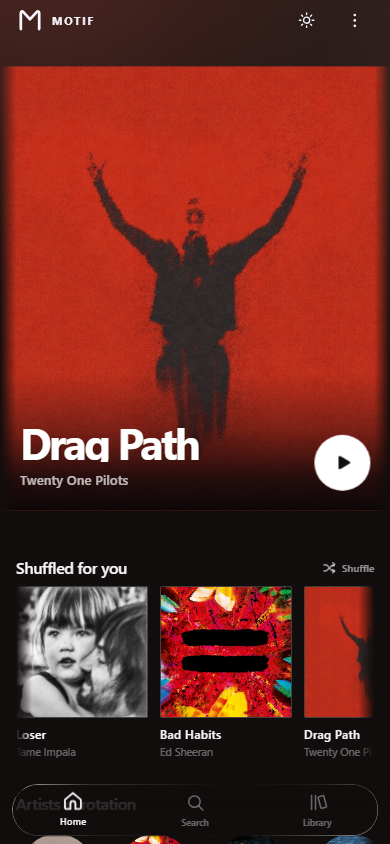 MOTIF
Drag Path
Twenty One Pilots
Shuffled for you
Shuffle
Loser
Tame Impala
Bad Habits
Ed Sheeran
Drag Path
Twenty One Pi
Artists rotation
Home
Search
Library